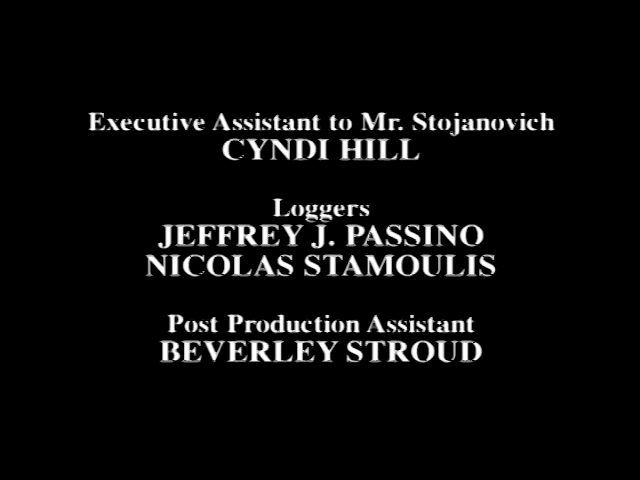 Executive Assistant to Mr. Stojanovich
CYNDI HILL
Loggers
JEFFREY J. PASSINO
NICOLAS STAMOULIS
Post Production Assistant
BEVERLEY STROUD